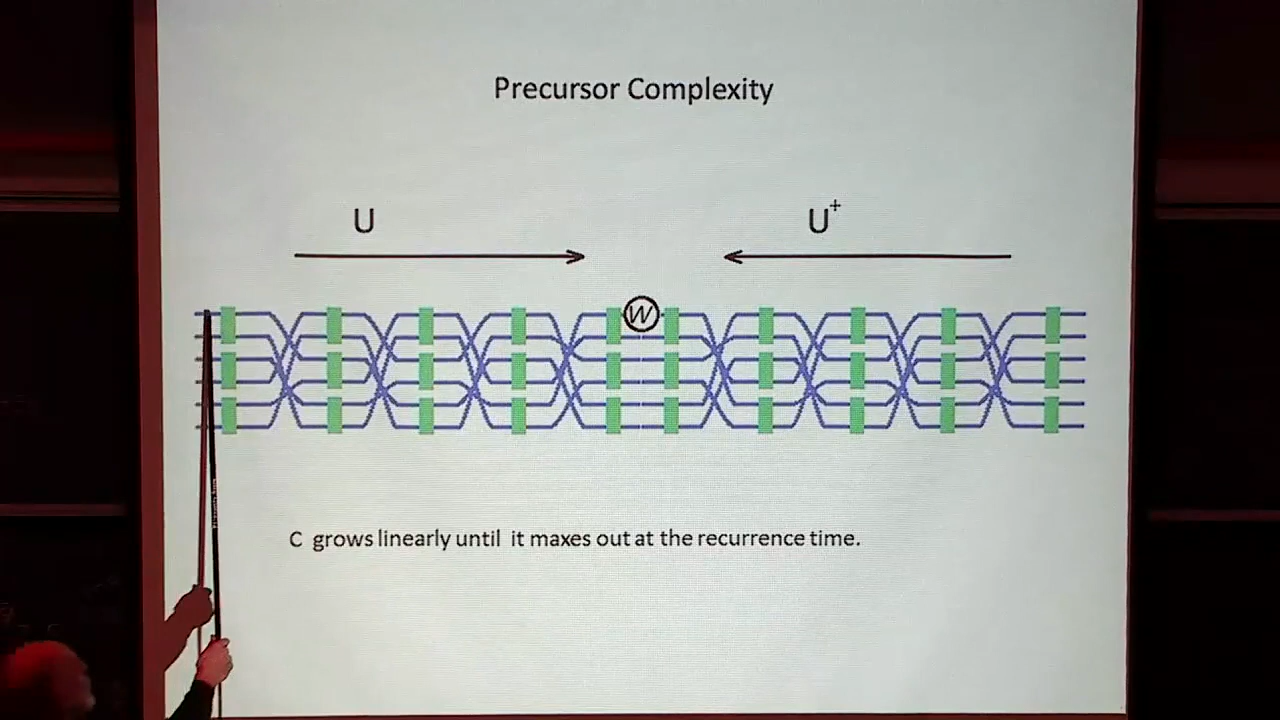 Precursor Complexity
U
U+
W
C grows linearly until it maxes out at the recurrence time.